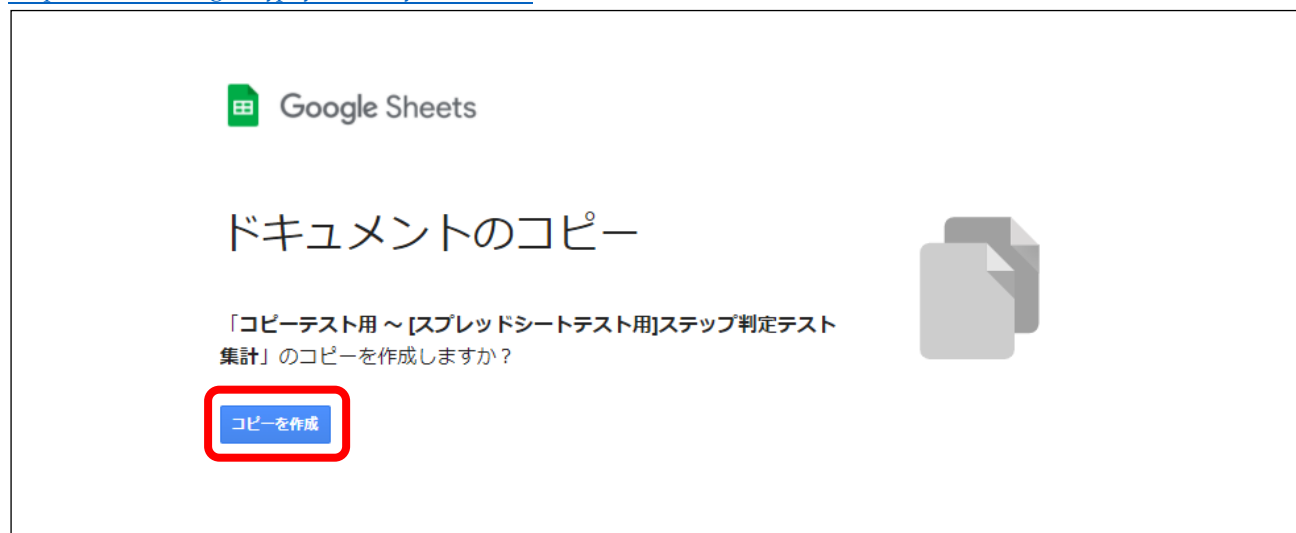 Google Sheets
ドキュメントのコピー
「コピーテスト用 ～ [スプレッドシートテスト用]ステップ判定テスト
集計」のコピーを作成しますか？
コピーを作成